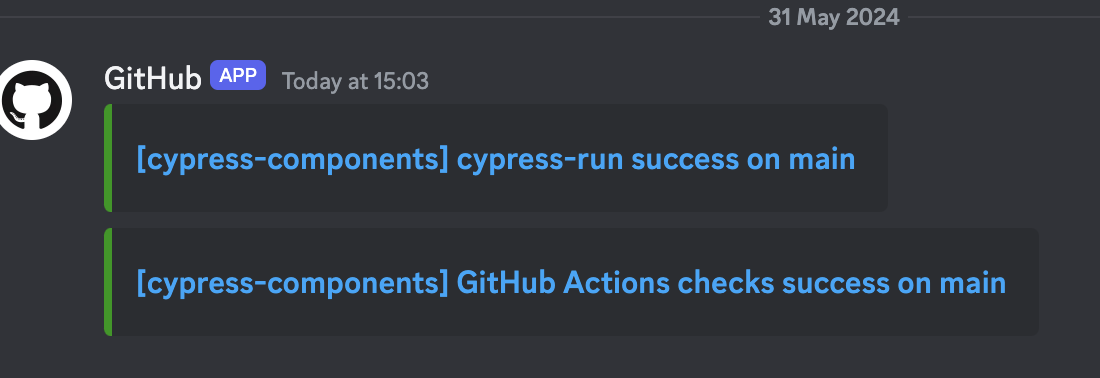 31 May 2024
GitHub APP Today at 15:03
[cypress-components] cypress-run success on main
[cypress-components] GitHub Actions checks success on main